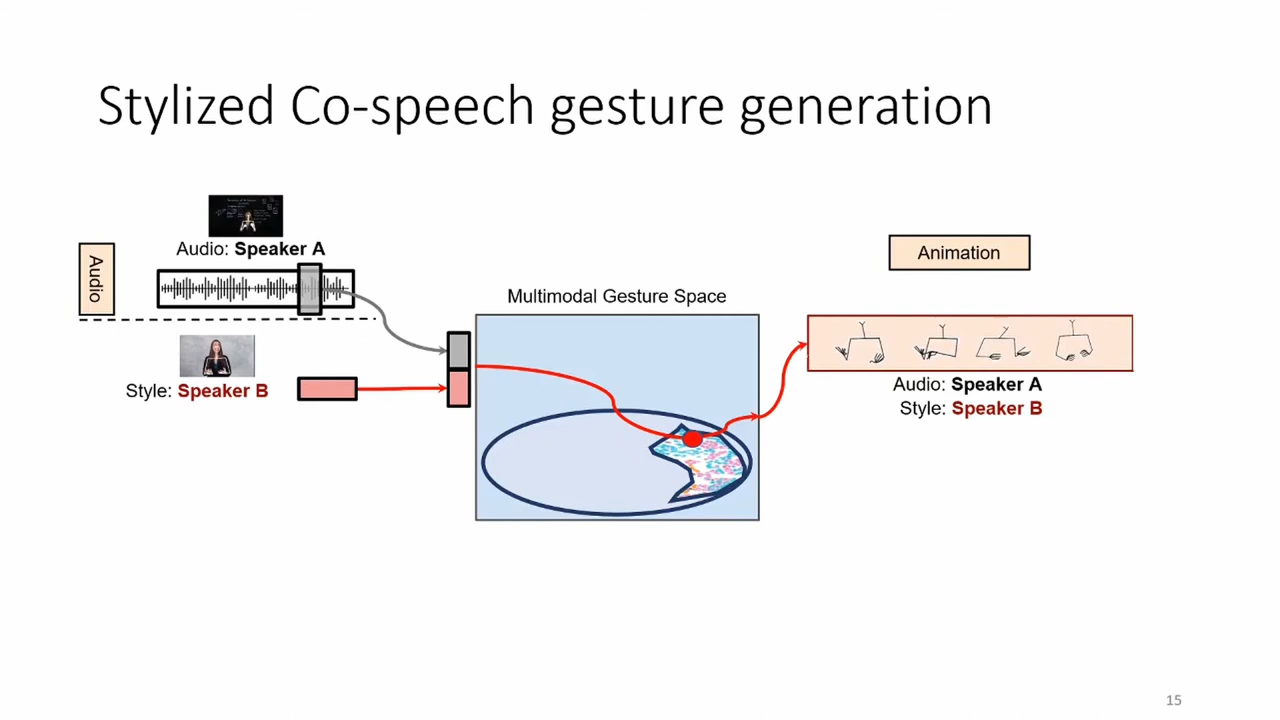 Stylized Co-speech gesture generation
Audio: Speaker A
Audio
Style: Speaker B
Multimodal Gesture Space
Animation
Audio: Speaker A
Style: Speaker B
15